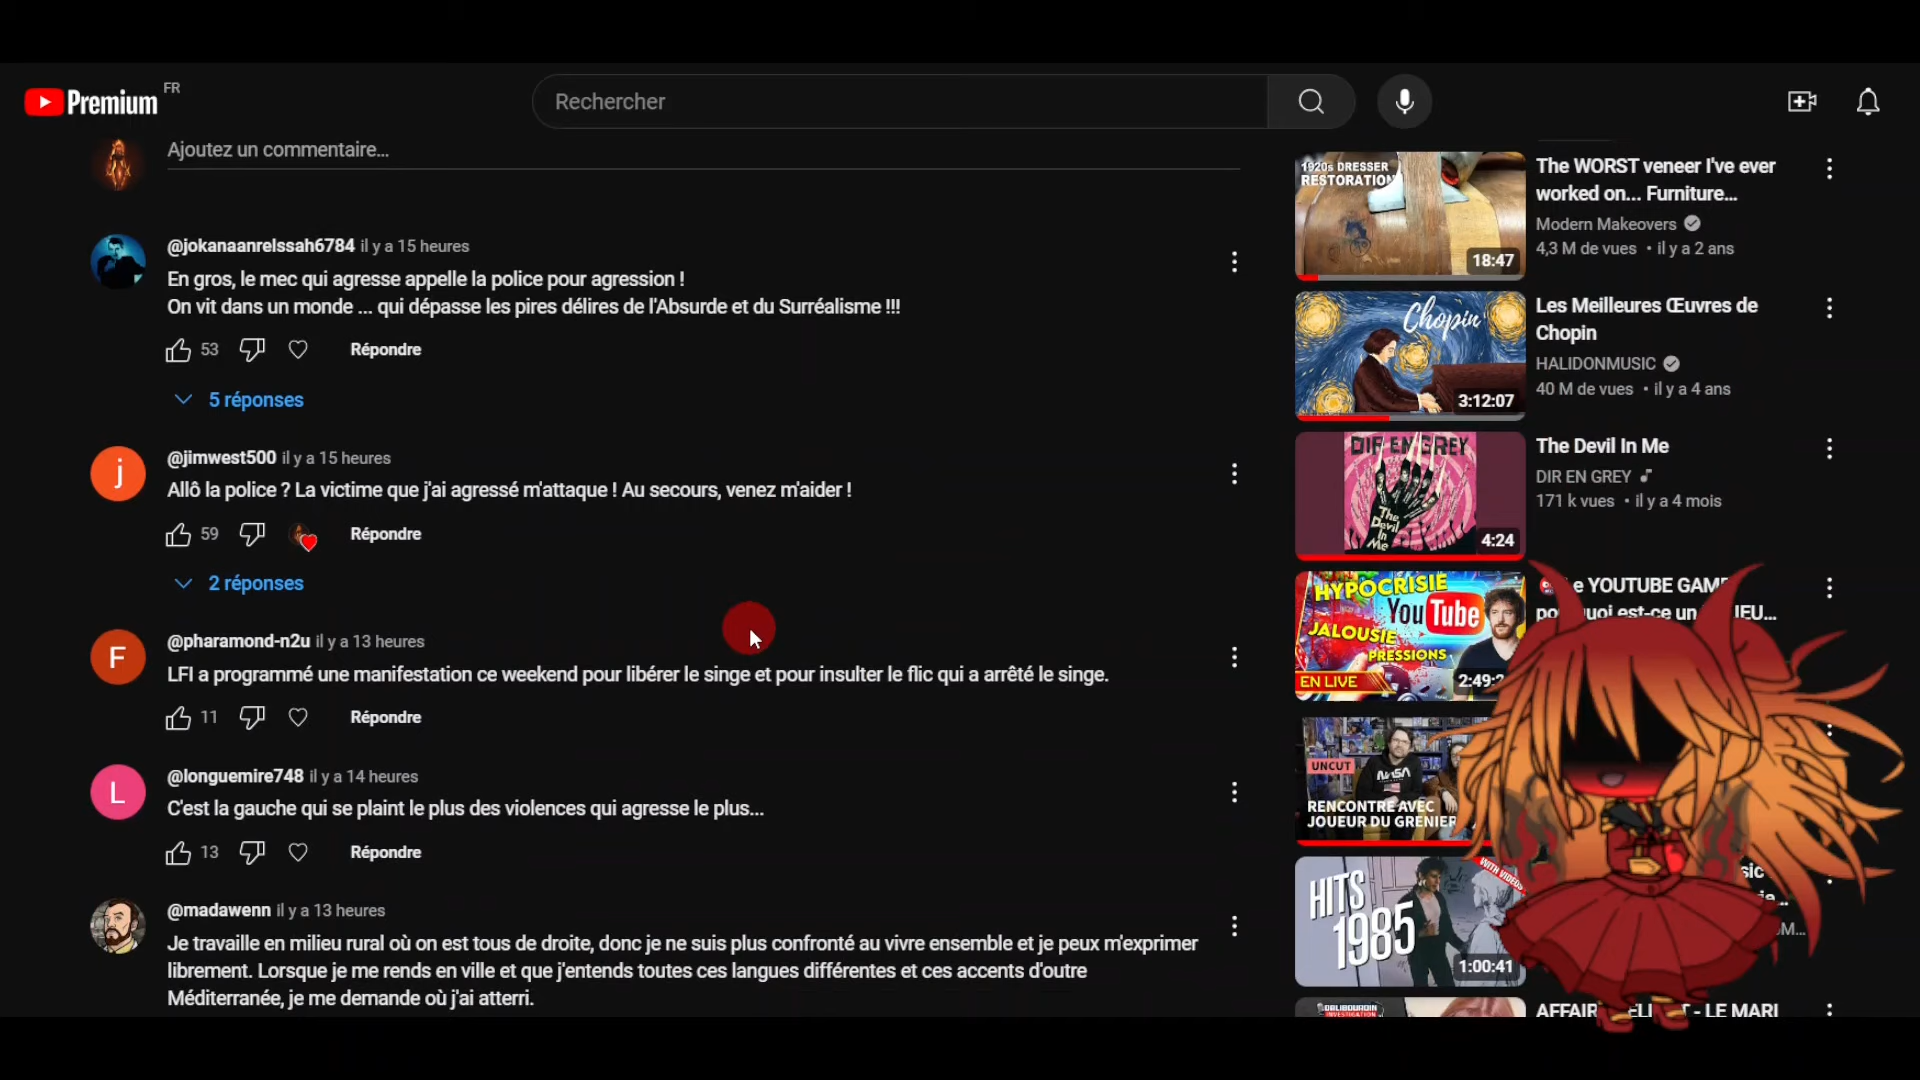 Premium FR
Rechercher
Ajoutez un commentaire...
@jokanaanrelssah6784 il y a 15 heures
En gros, le mec qui agresse appelle la police pour agression !
On vit dans un monde ... qui dépasse les pires délires de l'Absurde et du Surréalisme !!!
53 Répondre
5 réponses
j
@jimwest500 il y a 15 heures
Allô la police ? La victime que j'ai agressé m'attaque ! Au secours, venez m'aider !
59 Répondre
2 réponses
F
@pharamond-n2u il y a 13 heures
LFI a programmé une manifestation ce weekend pour libérer le singe et pour insulter le flic qui a arrêté le singe.
11 Répondre
L
@longuemire748 il y a 14 heures
C'est la gauche qui se plaint le plus des violences qui agresse le plus...
13 Répondre
@madawenn il y a 13 heures
Je travaille en milieu rural où on est tous de droite, donc je ne suis plus confronté au vivre ensemble et je peux m'exprimer
librement. Lorsque je me rends en ville et que j'entends toutes ces langues différentes et ces accents d'outre
Méditerranée, je me demande où j'ai atterri.
1920s DRESSER
RESTORATION
18:47
The WORST veneer I've ever
worked on... Furniture...
Modern Makeovers
4,3 M de vues • il y a 2 ans
Chopin
3:12:07
Les Meilleures Œuvres de
Chopin
HALIDONMUSIC
40 M de vues • il y a 4 ans
DIR EN GREY
The
Devil
In
Me
4:24
The Devil In Me
DIR EN GREY
171 k vues • il y a 4 mois
HYPOCRISIE
YouTube
JALOUSIE
PRESSIONS
EN LIVE
2:49:
e YOUTUBE GAM
est-ce un
UNCUT
NASA
RENCONTRE AVEC
JOUEUR DU GRENIER
WITH VIDEO
HITS
1985
1:00:41
DALIBOURDIN
INVESTIGATION
AFFAIR
T - LE MARI